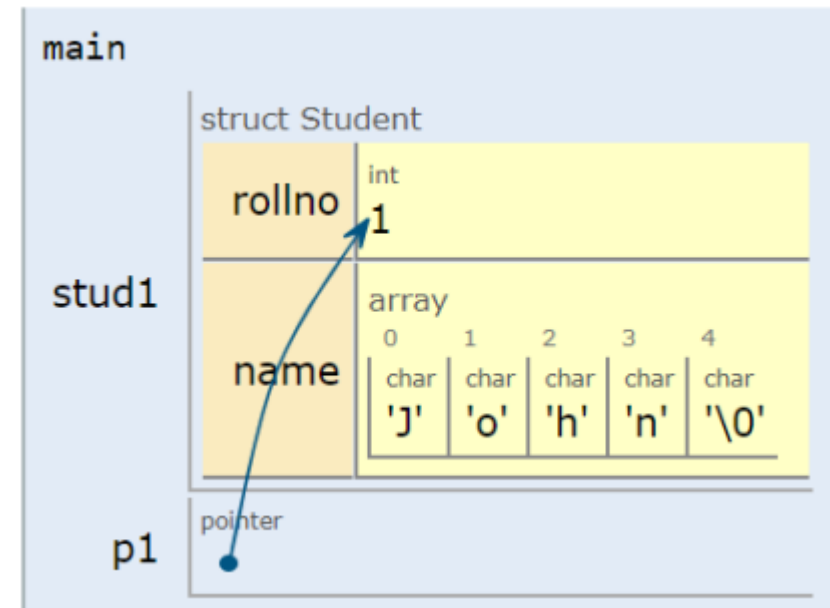 main
struct Student
rollno
int
1
stud1
name
array
0 1 2 3 4
char char char char char
'J' 'o' 'h' 'n' '\0'
p1
pointer